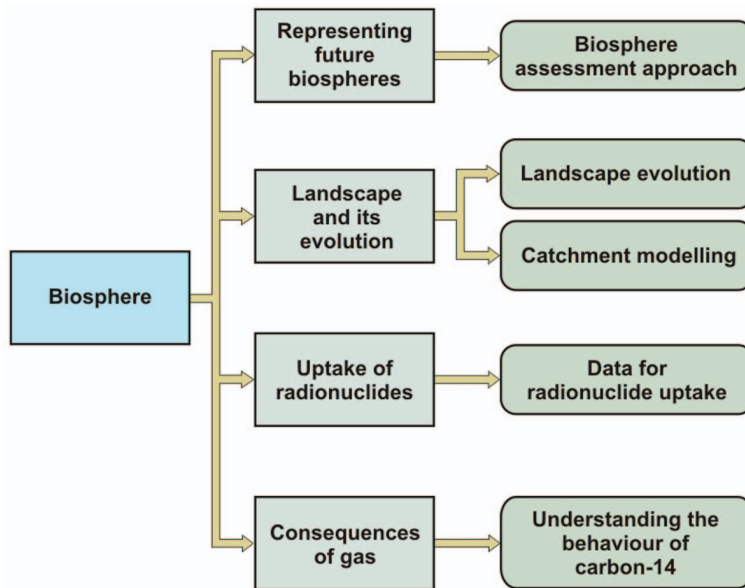 Biosphere
Representing
future
biospheres
Biosphere
assessment approach
Landscape
and its
evolution
Landscape evolution
Catchment modelling
Uptake of
radionuclides
Data for
radionuclide uptake
Consequences
of gas
Understanding the
behaviour of
carbon-14